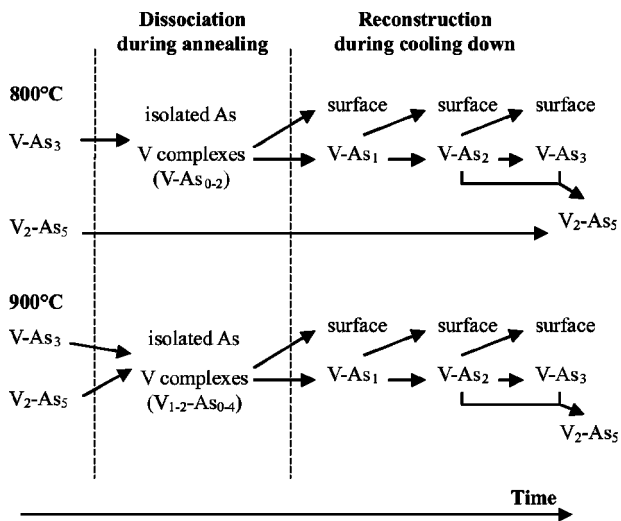 Dissociation
during annealing
Reconstruction
during cooling down
800°C
isolated As
surface surface surface
V-As₃
V complexes
(V-As₀₋₂)
V-As₁ V-As₂ V-As₃
V₂-As₅
V₂-As₅
900°C
V-As₃
isolated As
surface surface surface
V₂-As₅
V complexes
(V₁₋₂-As₀₋₄)
V-As₁ V-As₂ V-As₃
V₂-As₅
Time